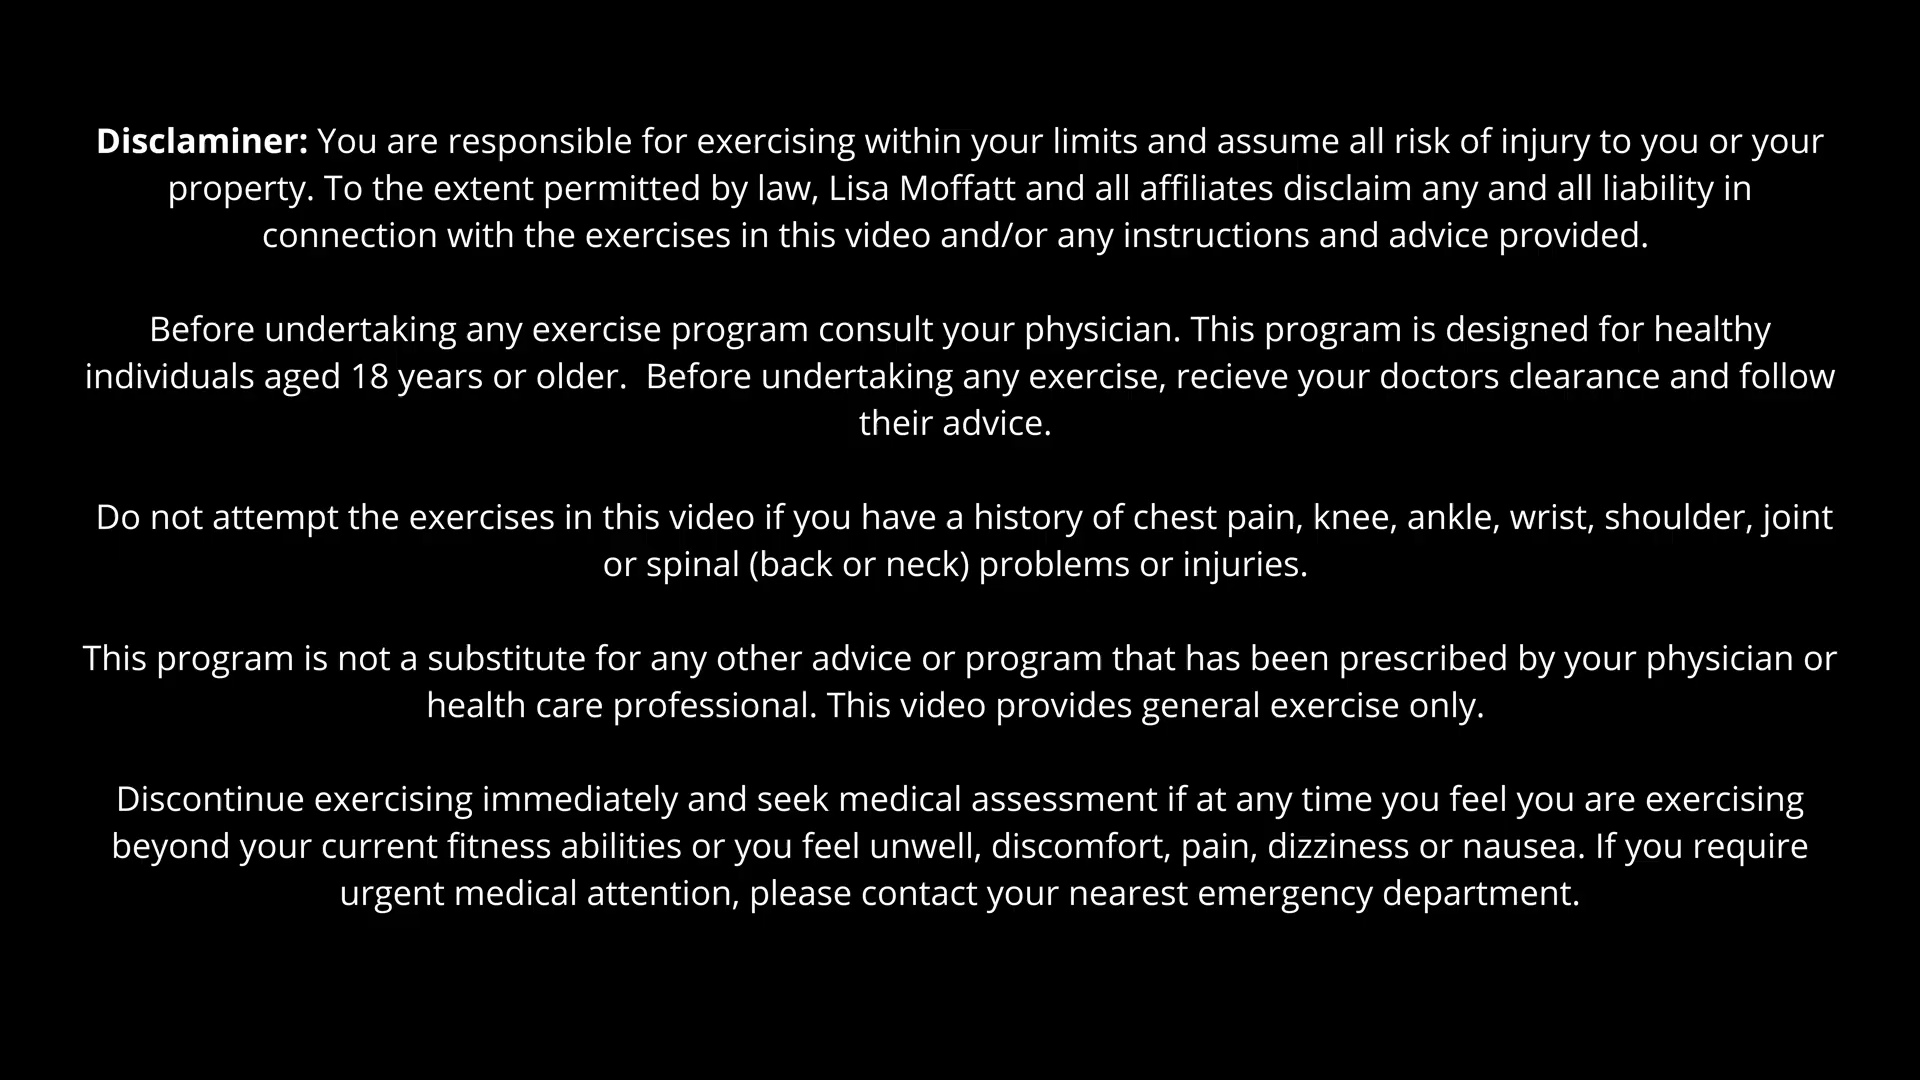 Disclaminer: You are responsible for exercising within your limits and assume all risk of injury to you or your
property. To the extent permitted by law, Lisa Moffatt and all affiliates disclaim any and all liability in
connection with the exercises in this video and/or any instructions and advice provided.
Before undertaking any exercise program consult your physician. This program is designed for healthy
individuals aged 18 years or older.  Before undertaking any exercise, recieve your doctors clearance and follow
their advice.
Do not attempt the exercises in this video if you have a history of chest pain, knee, ankle, wrist, shoulder, joint
or spinal (back or neck) problems or injuries.
This program is not a substitute for any other advice or program that has been prescribed by your physician or
health care professional. This video provides general exercise only.
Discontinue exercising immediately and seek medical assessment if at any time you feel you are exercising
beyond your current fitness abilities or you feel unwell, discomfort, pain, dizziness or nausea. If you require
urgent medical attention, please contact your nearest emergency department.